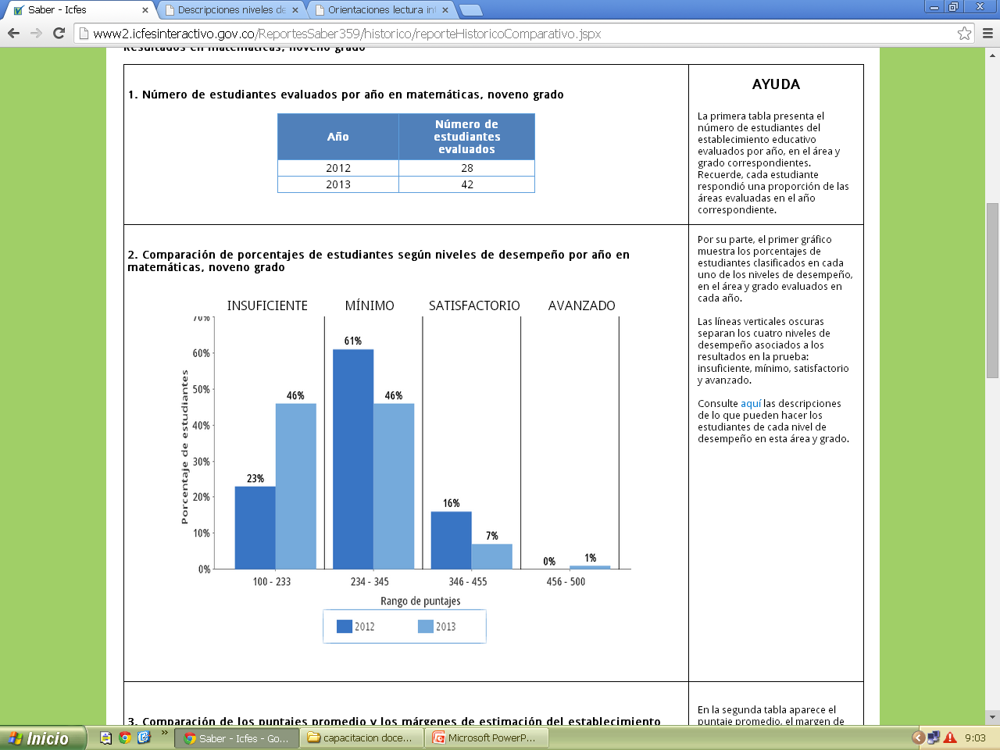 Saber - Icfes
Descripciones niveles de
Orientaciones lectura in
www2.icfesinteractivo.gov.co/ReportesSaber359/historico/reporteHistoricoComparativo.jspx
Resultados en matemáticas, noveno grado
1. Número de estudiantes evaluados por año en matemáticas, noveno grado
Año
Número de
estudiantes
evaluados
2012 28
2013 42
AYUDA
La primera tabla presenta el
número de estudiantes del
establecimiento educativo
evaluados por año, en el área y
grado correspondientes.
Recuerde, cada estudiante
respondió una proporción de las
áreas evaluadas en el año
correspondiente.
2. Comparación de porcentajes de estudiantes según niveles de desempeño por año en
matemáticas, noveno grado
INSUFICIENTE MÍNIMO SATISFACTORIO AVANZADO
70%
60%
50%
40%
30%
20%
10%
0%
Porcentaje de estudiantes
23% 46% 61% 46% 16% 7% 0% 1%
100 - 233 234 - 345 346 - 455 456 - 500
Rango de puntajes
2012 2013
Por su parte, el primer gráfico
muestra los porcentajes de
estudiantes clasificados en cada
uno de los niveles de desempeño,
en el área y grado evaluados en
cada año.
Las líneas verticales oscuras
separan los cuatro niveles de
desempeño asociados a los
resultados en la prueba:
insuficiente, mínimo, satisfactorio
y avanzado.
Consulte aquí las descripciones
de lo que pueden hacer los
estudiantes de cada nivel de
desempeño en esta área y grado.
3. Comparación de los puntajes promedio y los márgenes de estimación del establecimiento
En la segunda tabla aparece el
puntaje promedio, el margen de
Inicio
»
Saber - Icfes - Go...
capacitacion doce...
Microsoft PowerP...
9:03